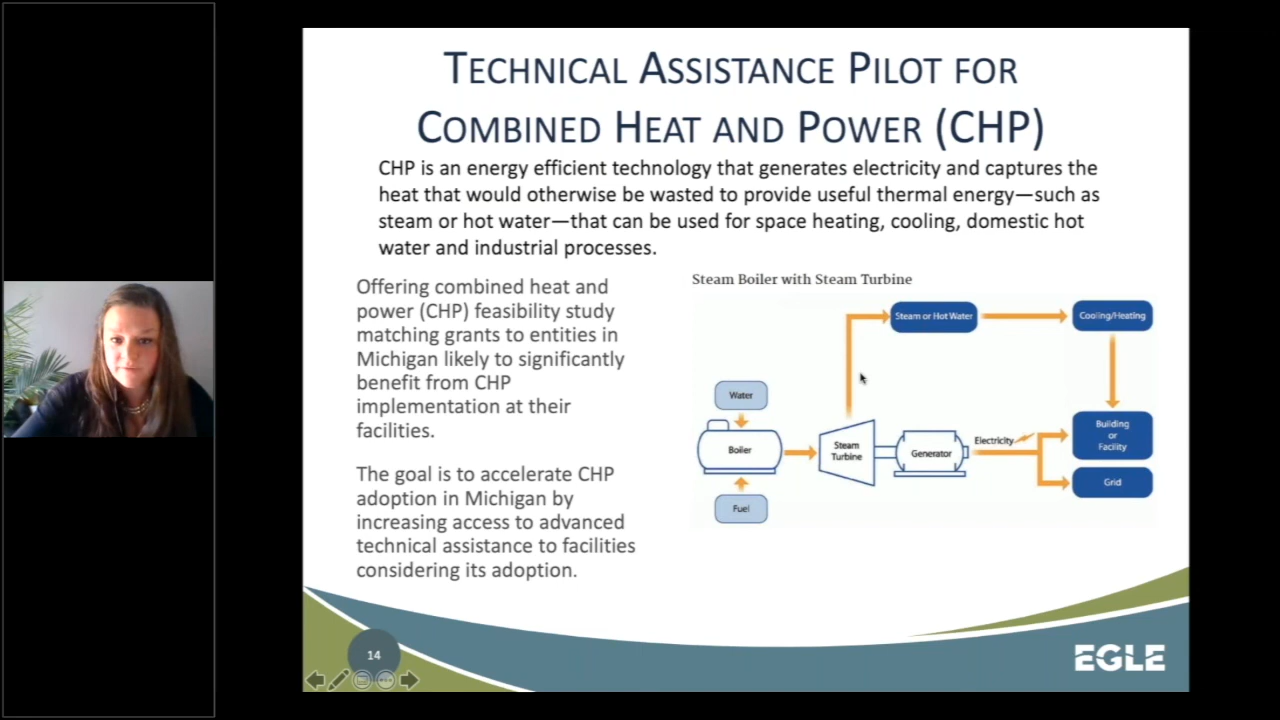 TECHNICAL ASSISTANCE PILOT FOR
COMBINED HEAT AND POWER (CHP)
CHP is an energy efficient technology that generates electricity and captures the
heat that would otherwise be wasted to provide useful thermal energy—such as
steam or hot water—that can be used for space heating, cooling, domestic hot
water and industrial processes.
Offering combined heat and
power (CHP) feasibility study
matching grants to entities in
Michigan likely to significantly
benefit from CHP
implementation at their
facilities.
The goal is to accelerate CHP
adoption in Michigan by
increasing access to advanced
technical assistance to facilities
considering its adoption.
Steam Boiler with Steam Turbine
Steam or Hot Water
Cooling/Heating
Water
Boiler
Steam
Turbine
Generator
Electricity
Building
or
Facility
Grid
Fuel
14
EGLE